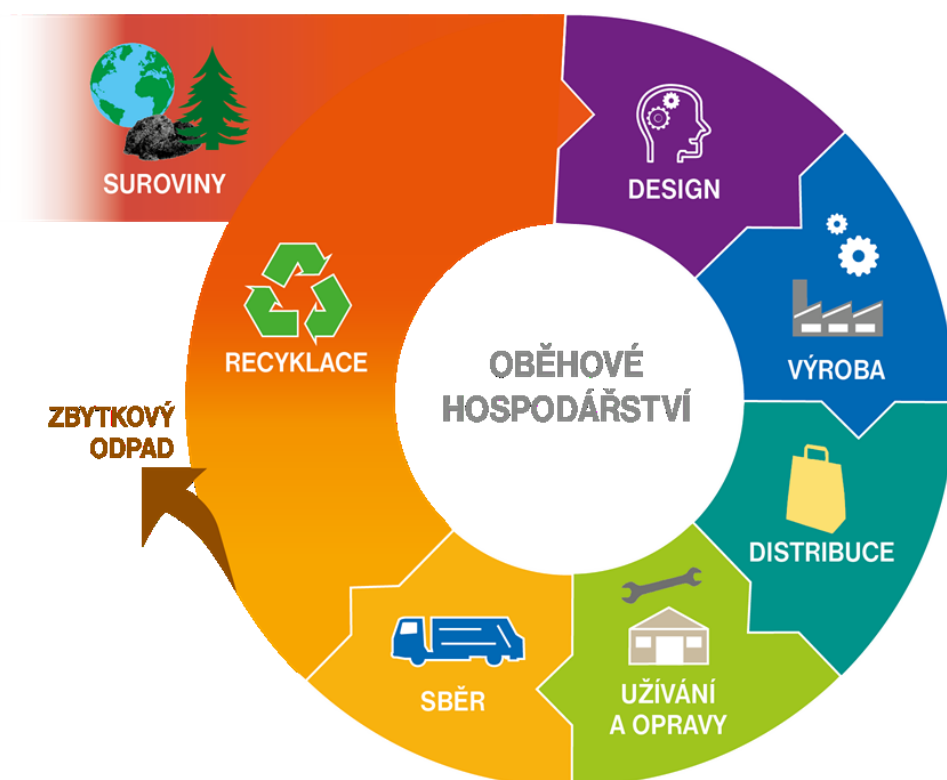 SUROVINY
DESIGN
VÝROBA
DISTRIBUCE
UŽÍVÁNÍ
A OPRAVY
SBĚR
RECYKLACE
ZBYTKOVÝ
ODPAD
OBĚHOVÉ
HOSPODÁŘSTVÍ